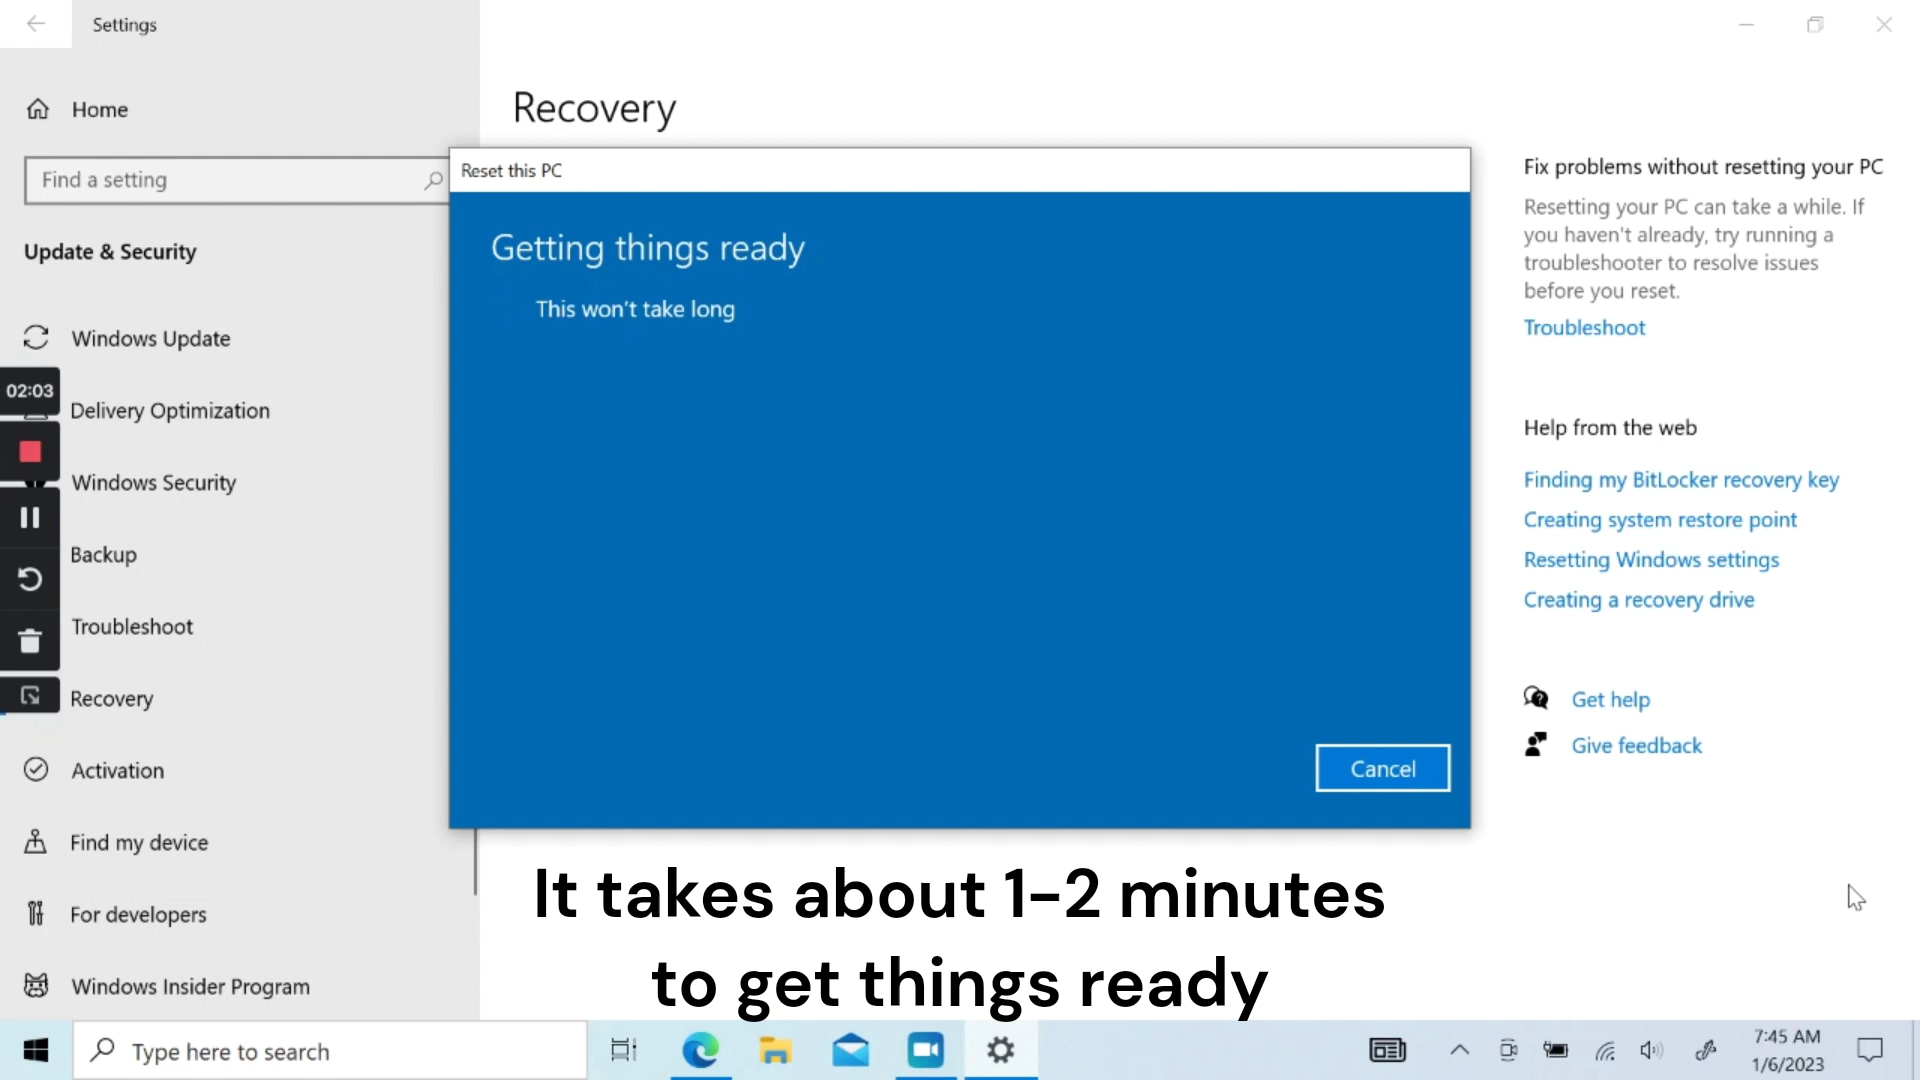 Settings
Home
Find a setting
Update & Security
Windows Update
02:03
Delivery Optimization
Windows Security
Backup
Troubleshoot
Recovery
Activation
Find my device
For developers
Windows Insider Program
Recovery
Reset this PC
Getting things ready
This won't take long
Cancel
Fix problems without resetting your PC
Resetting your PC can take a while. If
you haven't already, try running a
troubleshooter to resolve issues
before you reset.
Troubleshoot
Help from the web
Finding my BitLocker recovery key
Creating system restore point
Resetting Windows settings
Creating a recovery drive
Get help
Give feedback
It takes about 1–2 minutes
to get things ready
Type here to search
7:45 AM
1/6/2023